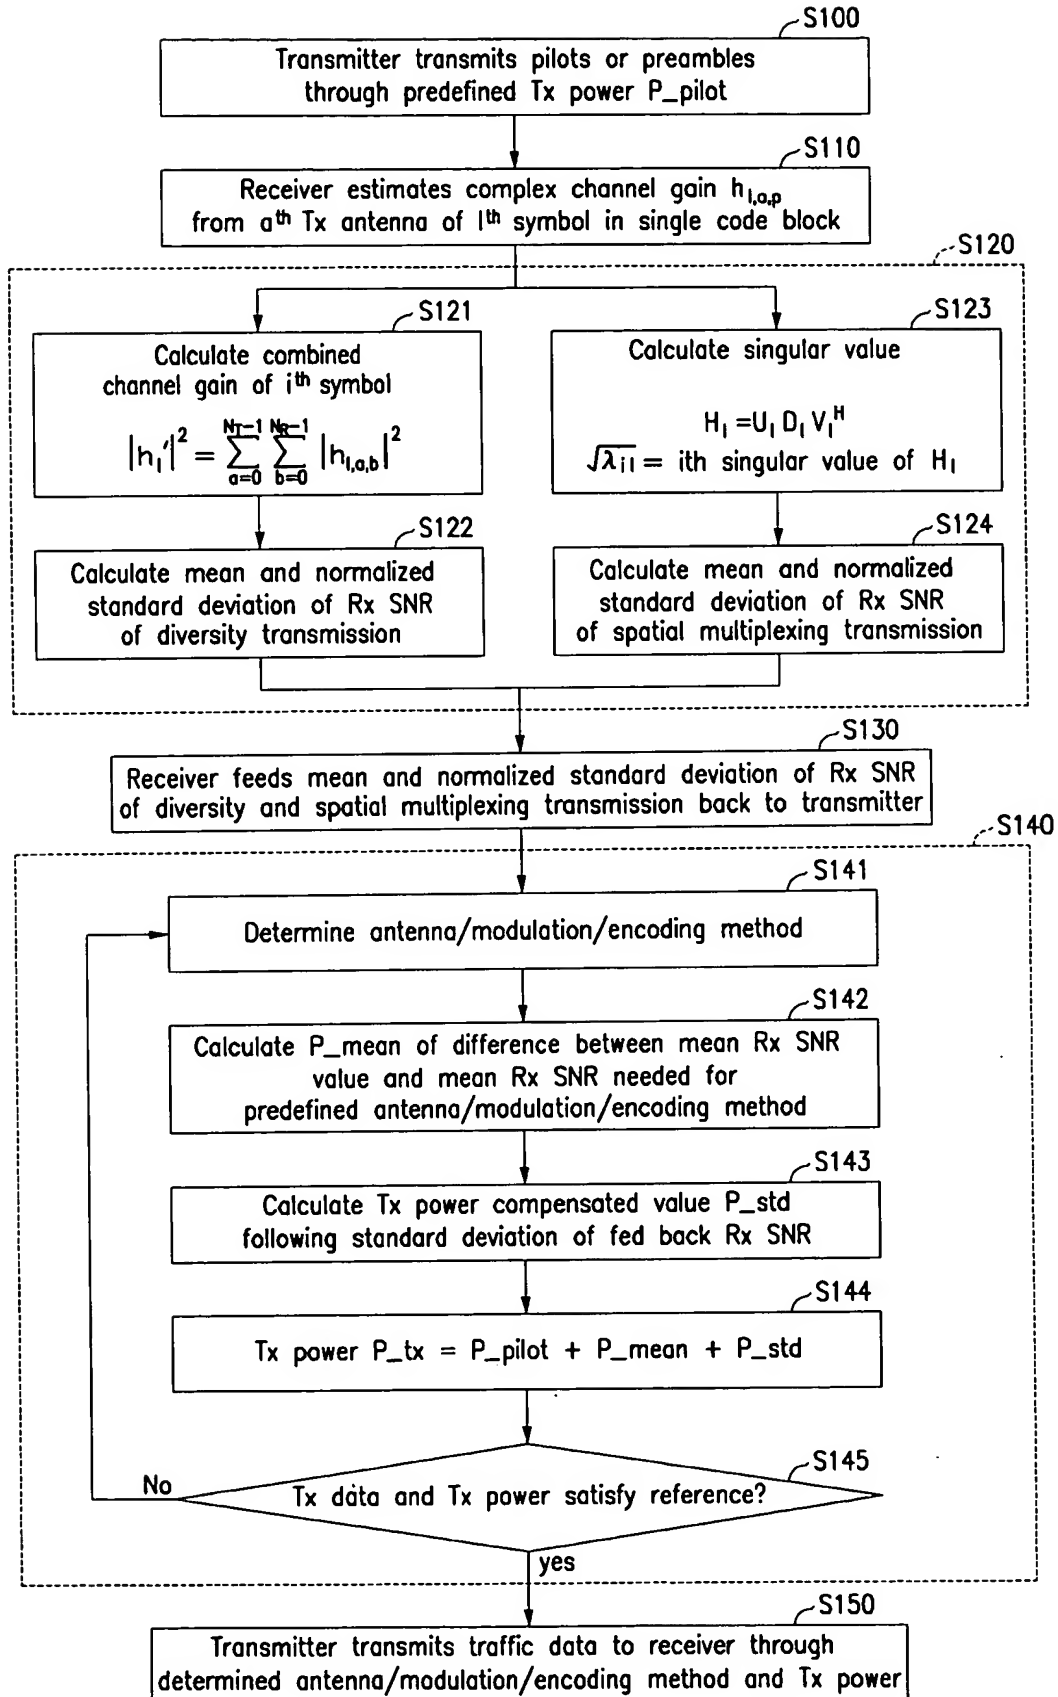 S100
Transmitter transmits pilots or preambles
through predefined Tx power P_pilot
S110
Receiver estimates complex channel gain h_{l,a,p}
from a^{th} Tx antenna of l^{th} symbol in single code block
S120
S121
Calculate combined
channel gain of i^{th} symbol
|h_l'|^2 = \sum_{a=0}^{N_T-1} \sum_{b=0}^{N_R-1} |h_{l,a,b}|^2
S123
Calculate singular value
H_l = U_l D_l V_l^H
\sqrt{λ_{il}} = ith singular value of H_l
S122
Calculate mean and normalized
standard deviation of Rx SNR
of diversity transmission
S124
Calculate mean and normalized
standard deviation of Rx SNR
of spatial multiplexing transmission
S130
Receiver feeds mean and normalized standard deviation of Rx SNR
of diversity and spatial multiplexing transmission back to transmitter
S140
S141
Determine antenna/modulation/encoding method
S142
Calculate P_mean of difference between mean Rx SNR
value and mean Rx SNR needed for
predefined antenna/modulation/encoding method
S143
Calculate Tx power compensated value P_std
following standard deviation of fed back Rx SNR
S144
Tx power P_tx = P_pilot + P_mean + P_std
S145
Tx data and Tx power satisfy reference?
No
yes
S150
Transmitter transmits traffic data to receiver through
determined antenna/modulation/encoding method and Tx power